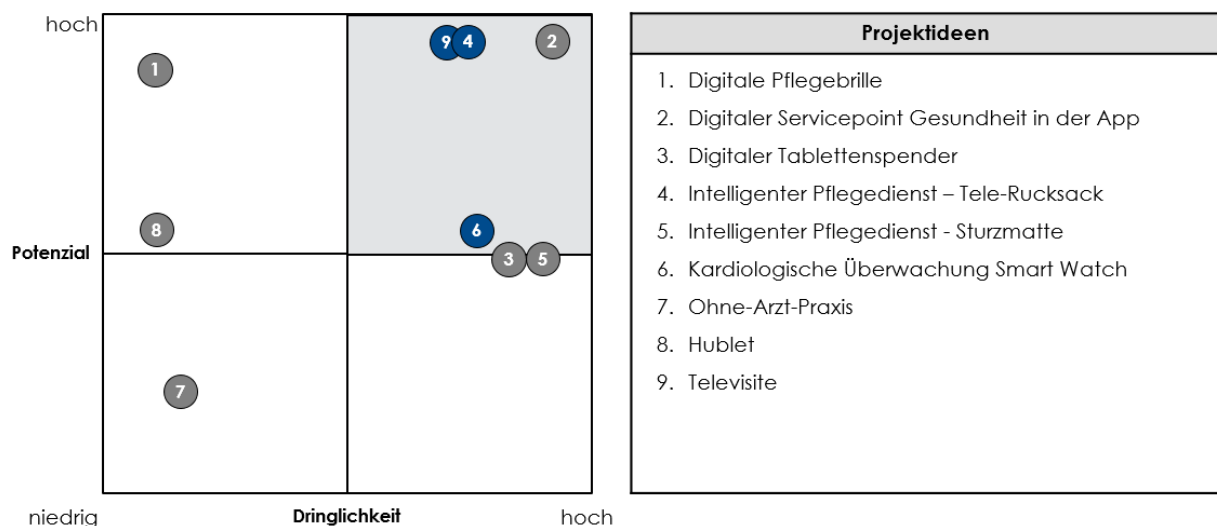 hoch
Potenzial
niedrig
Dringlichkeit
hoch
1
2
3
4
5
6
7
8
9
Projektideen
1. Digitale Pflegebrille
2. Digitaler Servicepoint Gesundheit in der App
3. Digitaler Tablettenspender
4. Intelligenter Pflegedienst – Tele-Rucksack
5. Intelligenter Pflegedienst - Sturzmatte
6. Kardiologische Überwachung Smart Watch
7. Ohne-Arzt-Praxis
8. Hublet
9. Televisite